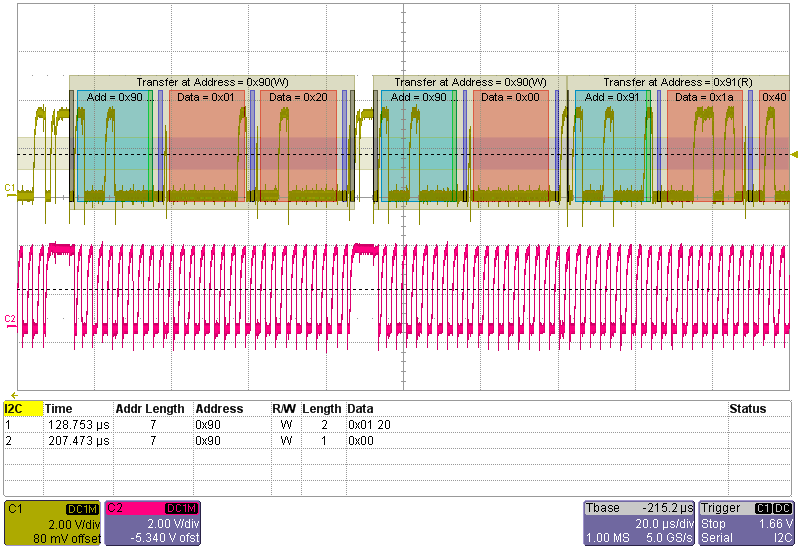 Transfer at Address = 0x90(W) Transfer at Address = 0x90(W) Transfer at Address = 0x91(R)
Add = 0x90 ... Data = 0x01 Data = 0x20 Add = 0x90 ... Data = 0x00 Add = 0x91 Data = 0x1a 0x40
C1
C2
I2C Time Addr Length Address R/W Length Data Status
1 128.753 µs 7 0x90 W 2 0x01 20
2 207.473 µs 7 0x90 W 1 0x00
C1 DC1M
2.00 V/div
80 mV offset
C2 DC1M
2.00 V/div
-5.340 V ofst
Tbase -215.2 µs
20.0 µs/div
1.00 MS 5.0 GS/s
Trigger C1 DC
Stop 1.66 V
Serial I2C